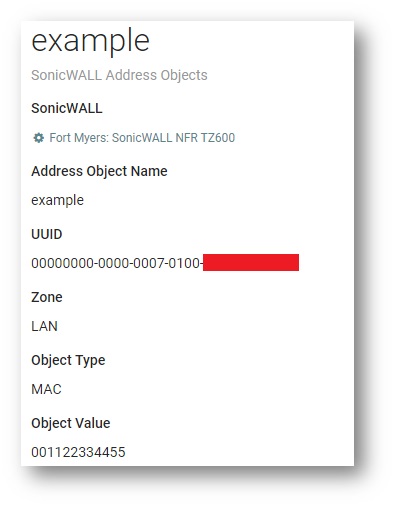 example
SonicWALL Address Objects
SonicWALL
Fort Myers: SonicWALL NFR TZ600
Address Object Name
example
UUID
00000000-0000-0007-0100-
Zone
LAN
Object Type
MAC
Object Value
001122334455